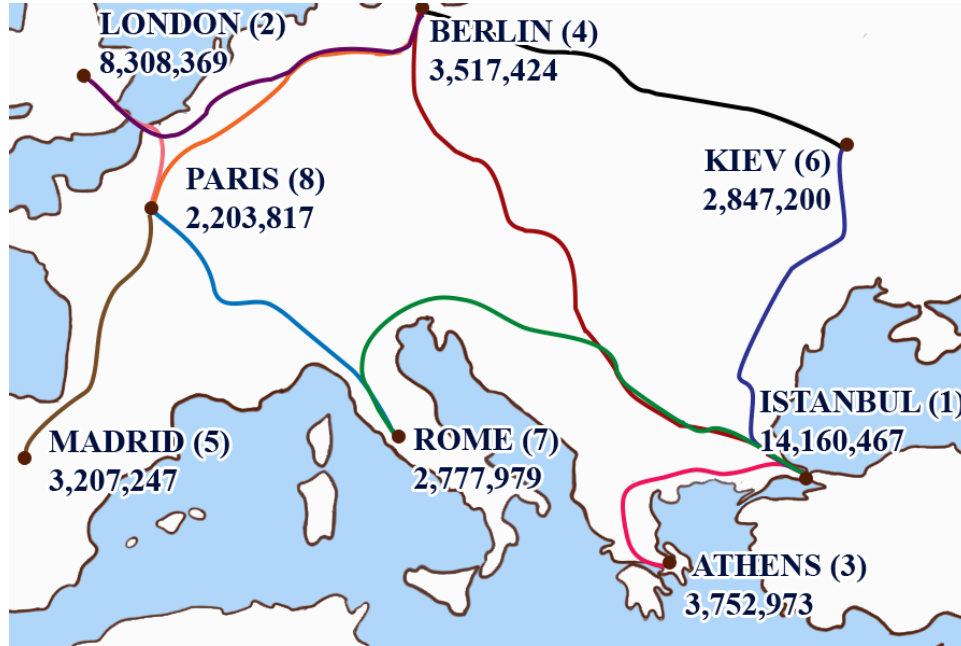 LONDON (2)
8,308,369
BERLIN (4)
3,517,424
KIEV (6)
2,847,200
PARIS (8)
2,203,817
ISTANBUL (1)
14,160,467
MADRID (5)
3,207,247
ROME (7)
2,777,979
ATHENS (3)
3,752,973